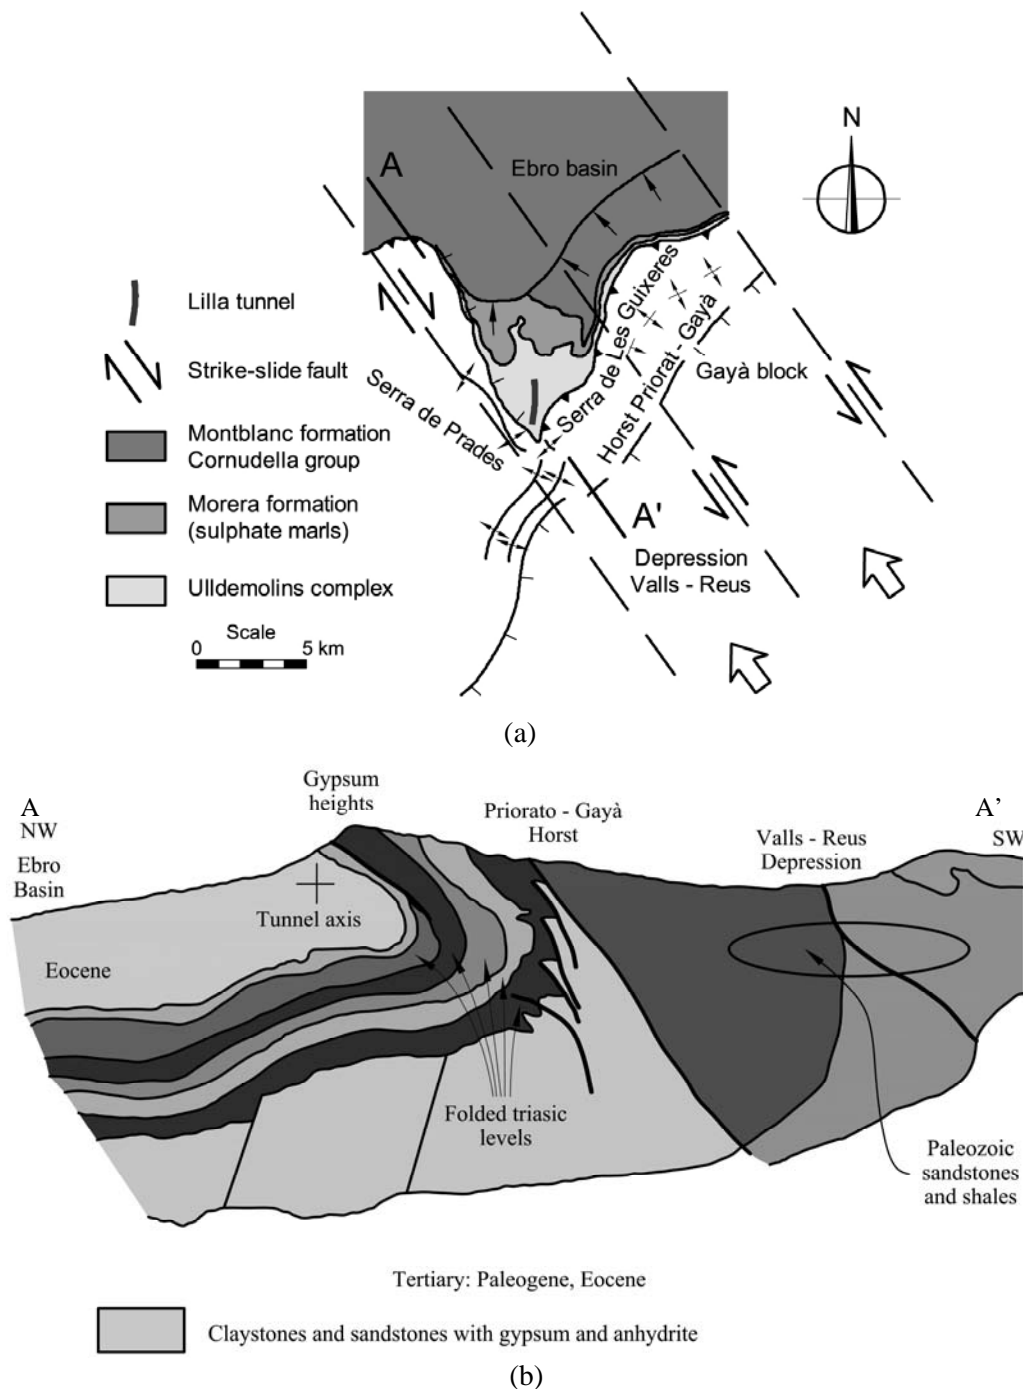 N
A
Ebro basin
Lilla tunnel
Strike-slide fault
Montblanc formation
Cornudella group
Morera formation
(sulphate marls)
Ulldemolins complex
Scale
0 5 km
Serra de Prades
Serra de Les Guixeres
Horst Priorat - Gayà
Gayà block
A'
Depression
Valls - Reus
(a)
A
NW
Ebro
Basin
Gypsum
heights
Priorato - Gayà
Horst
Valls - Reus
Depression
A’
SW
Tunnel axis
Eocene
Folded triasic
levels
Paleozoic
sandstones
and shales
Tertiary: Paleogene, Eocene
Claystones and sandstones with gypsum and anhydrite
(b)